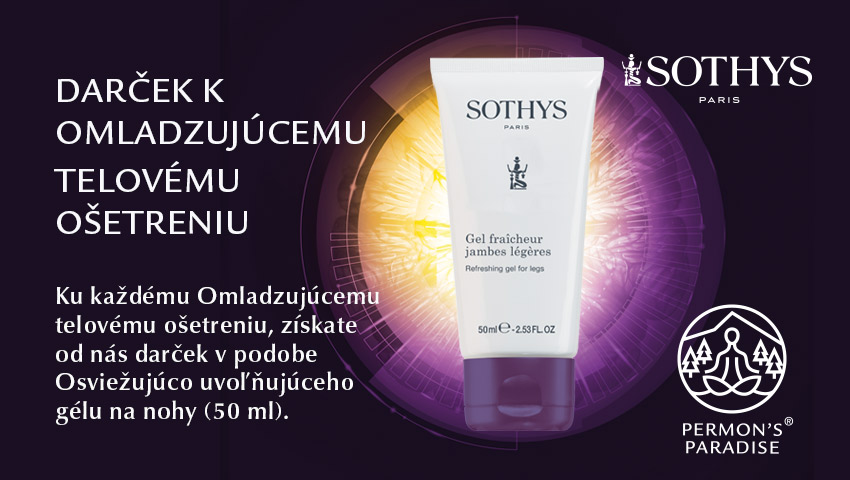 DARČEK K
OMLADZUJÚCEMU
TELOVÉMU
OŠETRENIU
Ku každému Omladzujúcemu
telovému ošetreniu, získate
od nás darček v podobe
Osviežujúco uvoľňujúceho
gélu na nohy (50 ml).
SOTHYS
PARIS
Gel fraîcheur
jambes légères
Refreshing gel for legs
50ml℮-2.53 FL.OZ
SOTHYS
PARIS
PERMON'S®
PARADISE